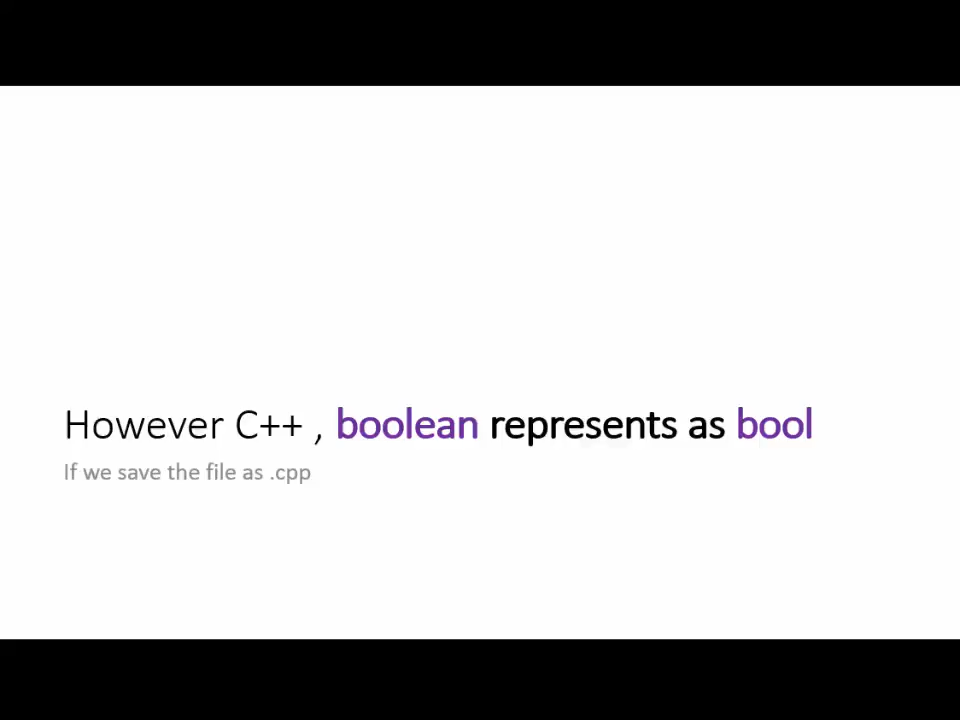 However C++ , boolean represents as bool
If we save the file as .cpp